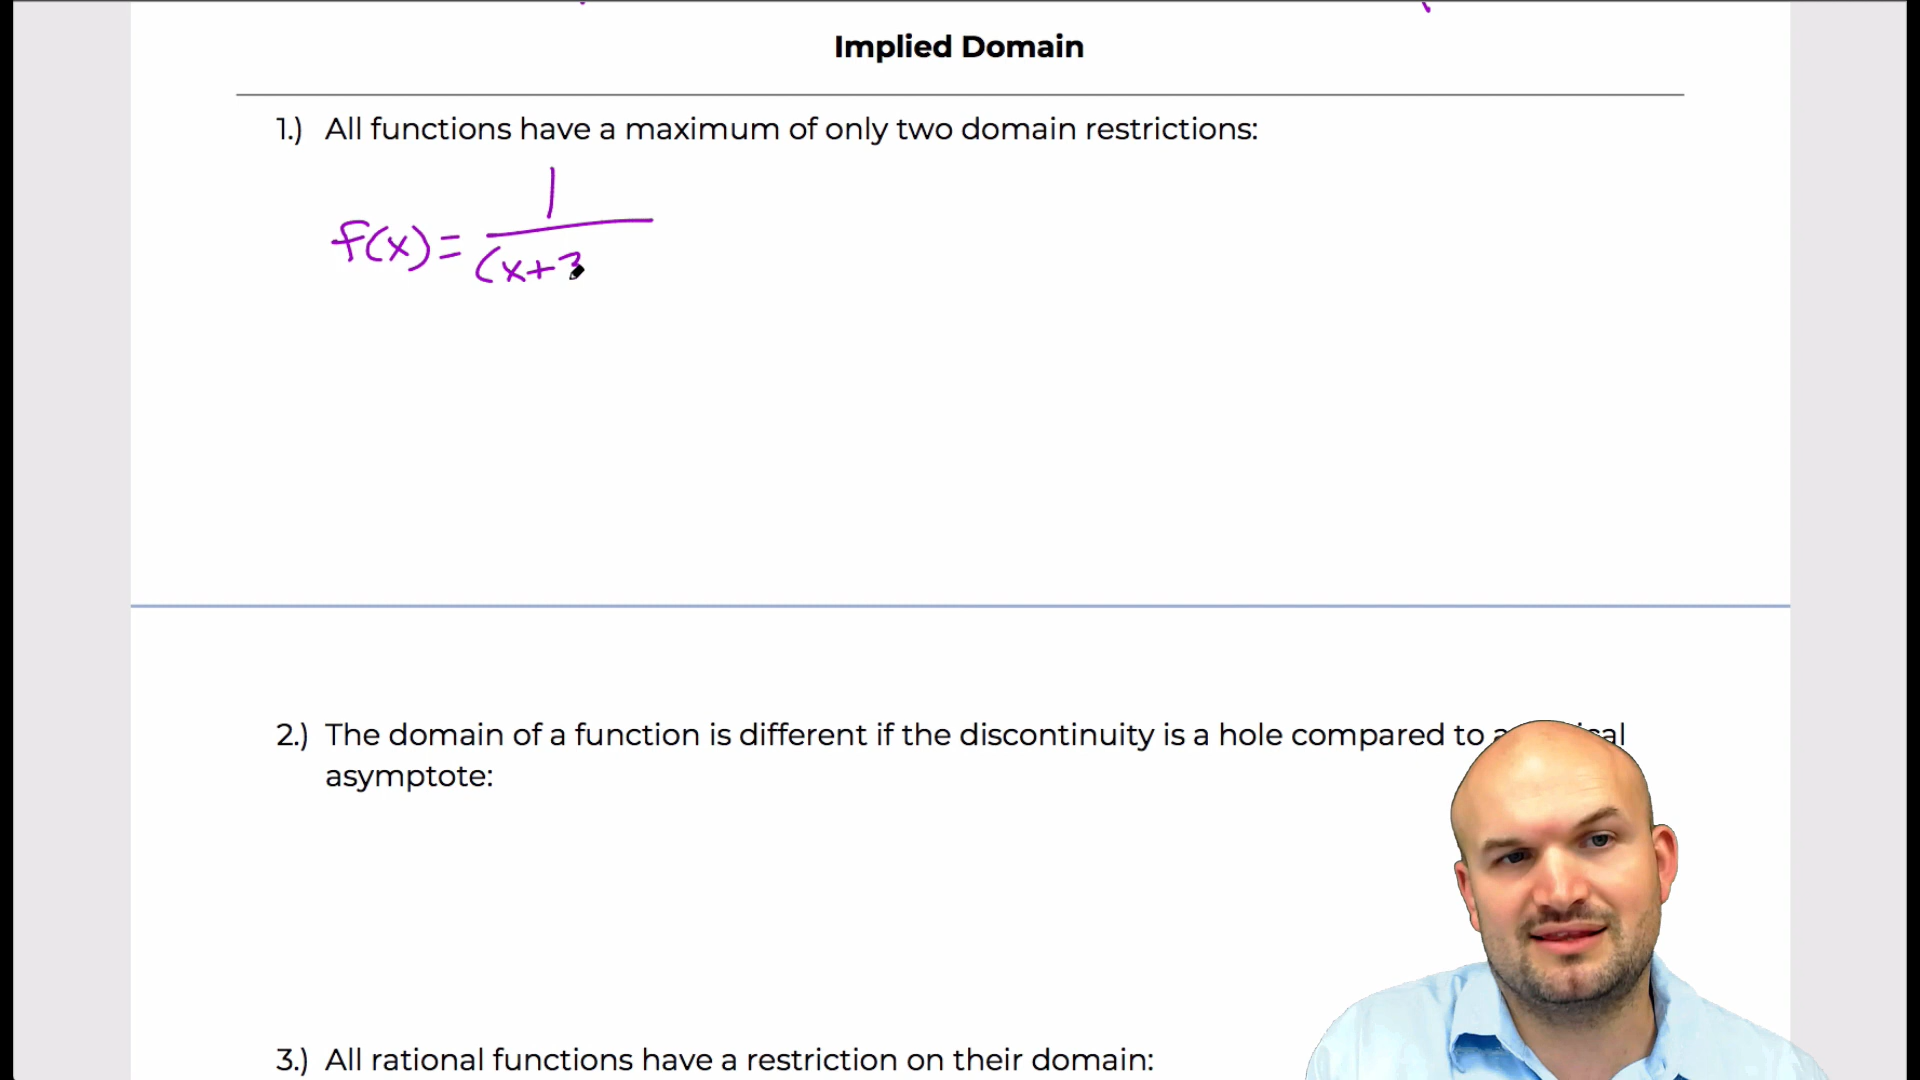 Implied Domain
1.) All functions have a maximum of only two domain restrictions:
1
f(x)=
(x+3
2.) The domain of a function is different if the discontinuity is a hole compared to
asymptote:
3.) All rational functions have a restriction on their domain: